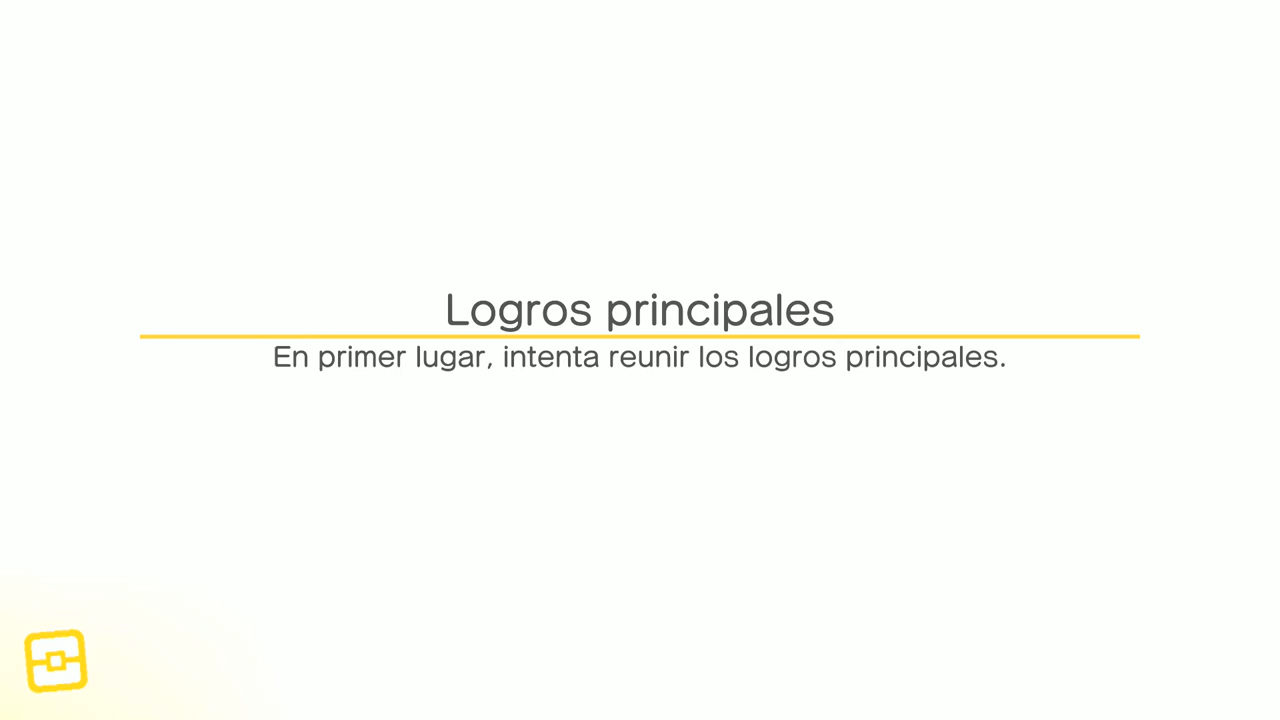 Logros principales
En primer lugar, intenta reunir los logros principales.